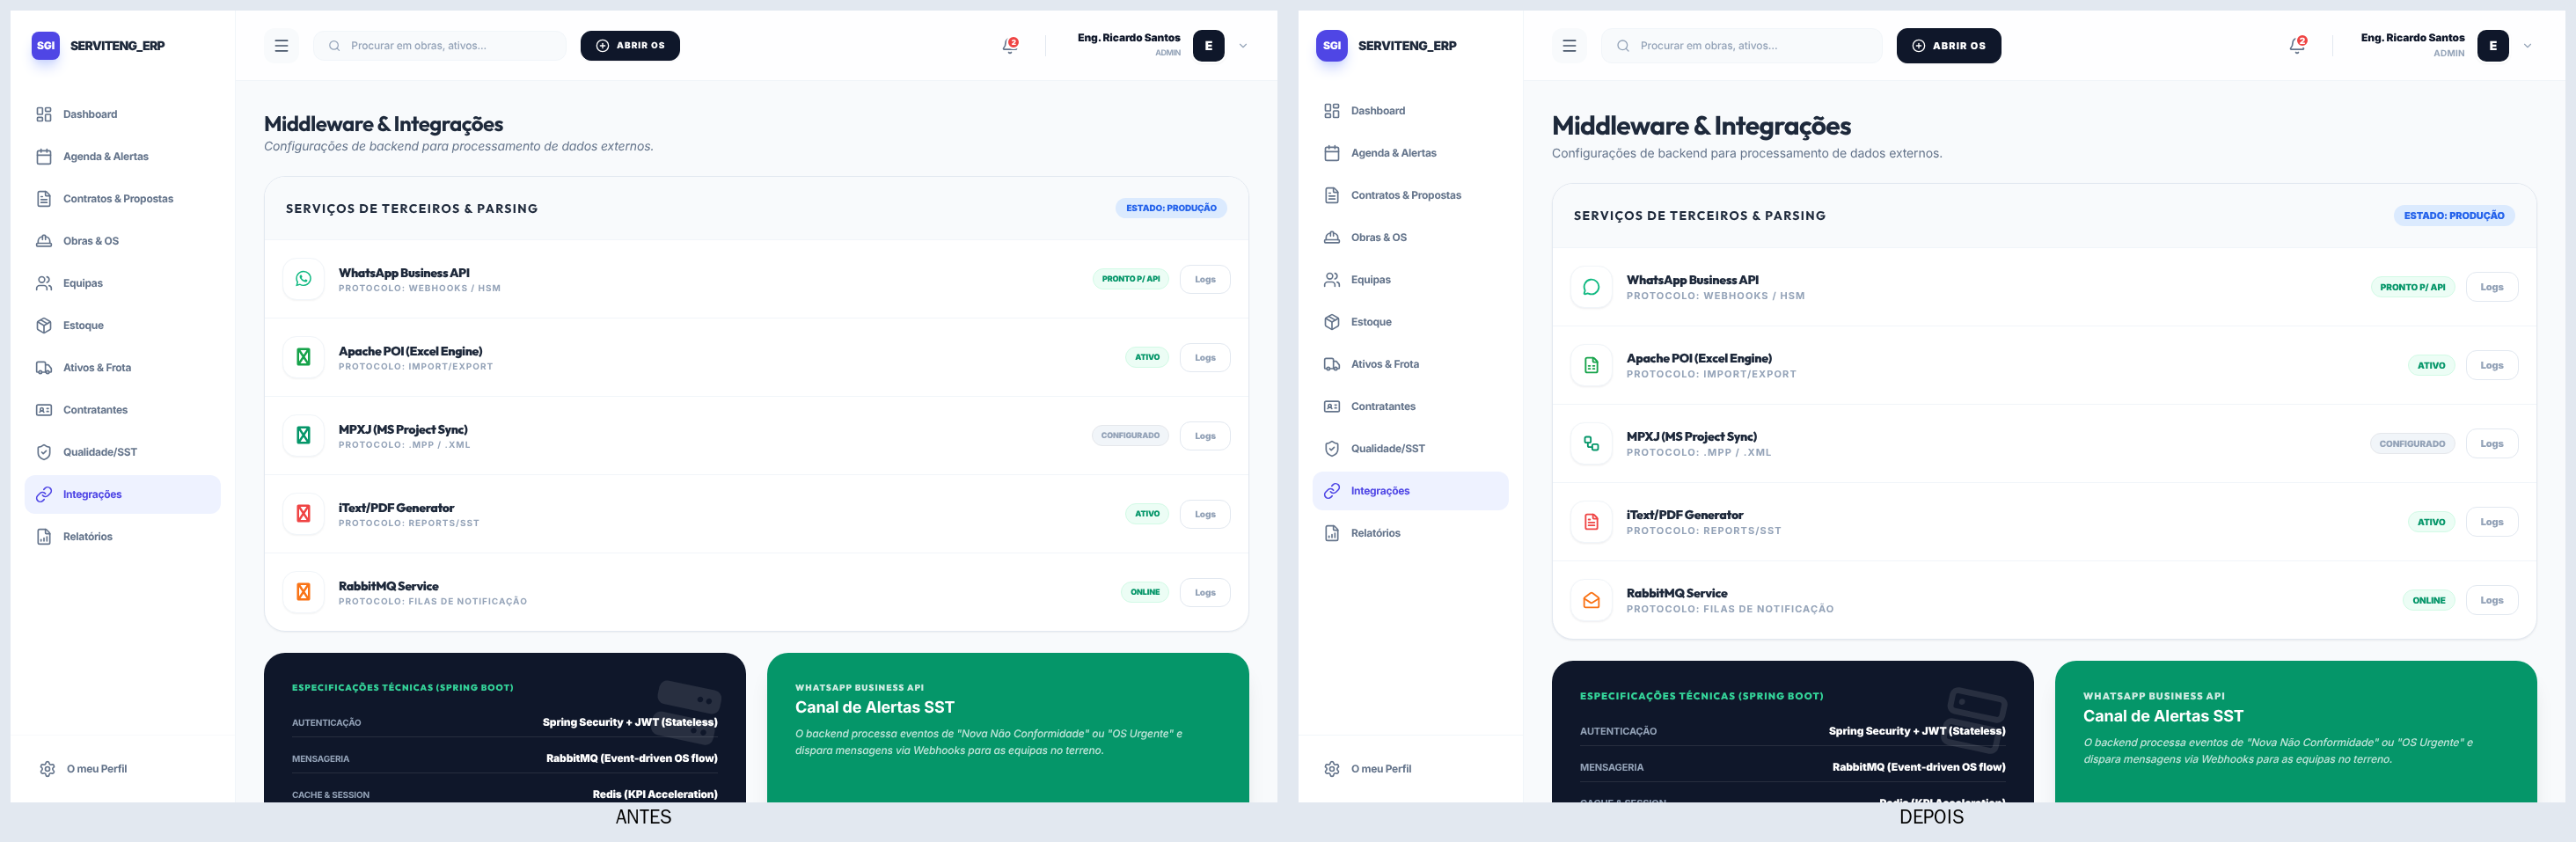 SGI SERVITENG_ERP
Procurar em obras, ativos...
ABRIR OS
2
Eng. Ricardo Santos
ADMIN
E
Dashboard
Agenda & Alertas
Contratos & Propostas
Obras & OS
Equipas
Estoque
Ativos & Frota
Contratantes
Qualidade/SST
Integrações
Relatórios
O meu Perfil
Middleware & Integrações
Configurações de backend para processamento de dados externos.
SERVIÇOS DE TERCEIROS & PARSING
ESTADO: PRODUÇÃO
WhatsApp Business API
PROTOCOLO: WEBHOOKS / HSM
PRONTO P/ API
Logs
Apache POI (Excel Engine)
PROTOCOLO: IMPORT/EXPORT
ATIVO
Logs
MPXJ (MS Project Sync)
PROTOCOLO: .MPP / .XML
CONFIGURADO
Logs
iText/PDF Generator
PROTOCOLO: REPORTS/SST
ATIVO
Logs
RabbitMQ Service
PROTOCOLO: FILAS DE NOTIFICAÇÃO
ONLINE
Logs
ESPECIFICAÇÕES TÉCNICAS (SPRING BOOT)
AUTENTICAÇÃO Spring Security + JWT (Stateless)
MENSAGERIA RabbitMQ (Event-driven OS flow)
CACHE & SESSION Redis (KPI Acceleration)
WHATSAPP BUSINESS API
Canal de Alertas SST
O backend processa eventos de "Nova Não Conformidade" ou "OS Urgente" e
dispara mensagens via Webhooks para as equipas no terreno.
ANTES
SGI SERVITENG_ERP
Procurar em obras, ativos...
ABRIR OS
2
Eng. Ricardo Santos
ADMIN
E
Dashboard
Agenda & Alertas
Contratos & Propostas
Obras & OS
Equipas
Estoque
Ativos & Frota
Contratantes
Qualidade/SST
Integrações
Relatórios
O meu Perfil
Middleware & Integrações
Configurações de backend para processamento de dados externos.
SERVIÇOS DE TERCEIROS & PARSING
ESTADO: PRODUÇÃO
WhatsApp Business API
PROTOCOLO: WEBHOOKS / HSM
PRONTO P/ API
Logs
Apache POI (Excel Engine)
PROTOCOLO: IMPORT/EXPORT
ATIVO
Logs
MPXJ (MS Project Sync)
PROTOCOLO: .MPP / .XML
CONFIGURADO
Logs
iText/PDF Generator
PROTOCOLO: REPORTS/SST
ATIVO
Logs
RabbitMQ Service
PROTOCOLO: FILAS DE NOTIFICAÇÃO
ONLINE
Logs
ESPECIFICAÇÕES TÉCNICAS (SPRING BOOT)
AUTENTICAÇÃO Spring Security + JWT (Stateless)
MENSAGERIA RabbitMQ (Event-driven OS flow)
CACHE & SESSION Redis (KPI Acceleration)
WHATSAPP BUSINESS API
Canal de Alertas SST
O backend processa eventos de "Nova Não Conformidade" ou "OS Urgente" e
dispara mensagens via Webhooks para as equipas no terreno.
DEPOIS